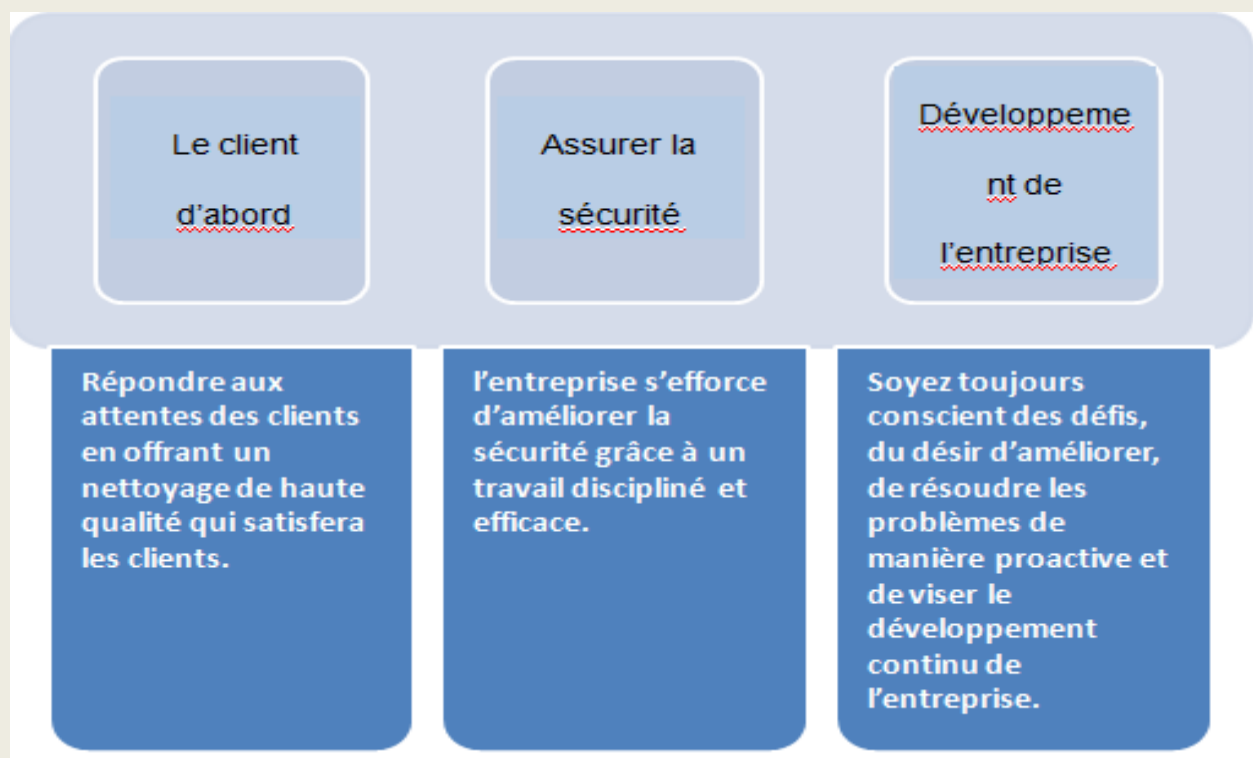 Le client
d’abord
Assurer la
sécurité
Développeme
nt de
l’entreprise
Répondre aux
attentes des clients
en offrant un
nettoyage de haute
qualité qui satisfera
les clients.
l’entreprise s’efforce
d’améliorer la
sécurité grâce à un
travail discipliné et
efficace.
Soyez toujours
conscient des défis,
du désir d’améliorer,
de résoudre les
problèmes de
manière proactive et
de viser le
développement
continu de
l’entreprise.